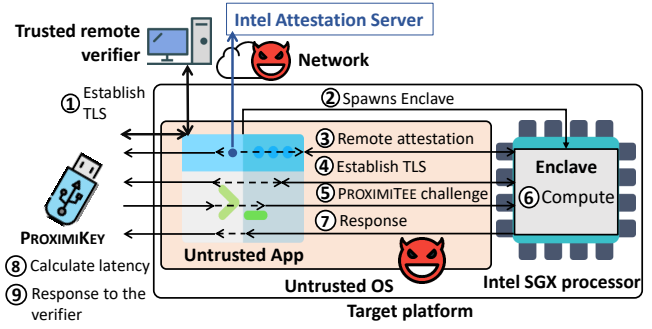 Intel Attestation Server
Trusted remote
verifier
Network
① Establish
TLS
② Spawns Enclave
③ Remote attestation
④ Establish TLS
⑤ PROXIMITEE challenge
⑦ Response
Enclave
⑥ Compute
PROXIMIKEY
Untrusted App
⑧ Calculate latency
⑨ Response to the
verifier
Untrusted OS
Intel SGX processor
Target platform